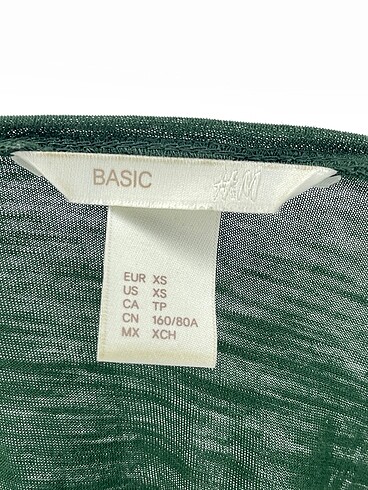 BASIC
H&M
EUR XS
US XS
CA TP
CN 160/80A
MX XCH